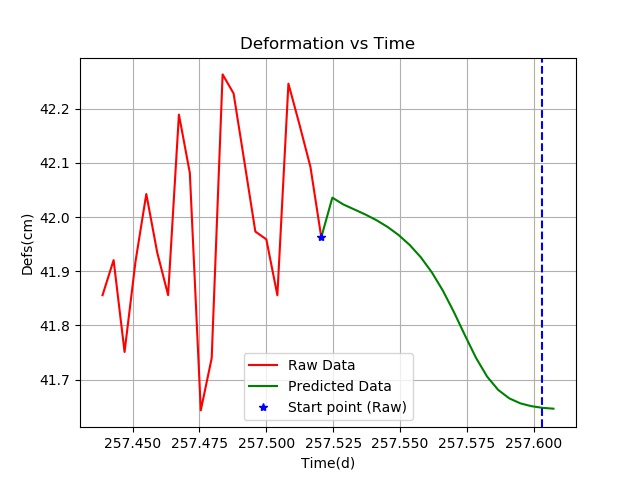 Deformation vs Time
Defs(cm)
42.2
42.1
42.0
41.9
41.8
41.7
Raw Data
Predicted Data
Start point (Raw)
257.450 257.475 257.500 257.525 257.550 257.575 257.600
Time(d)